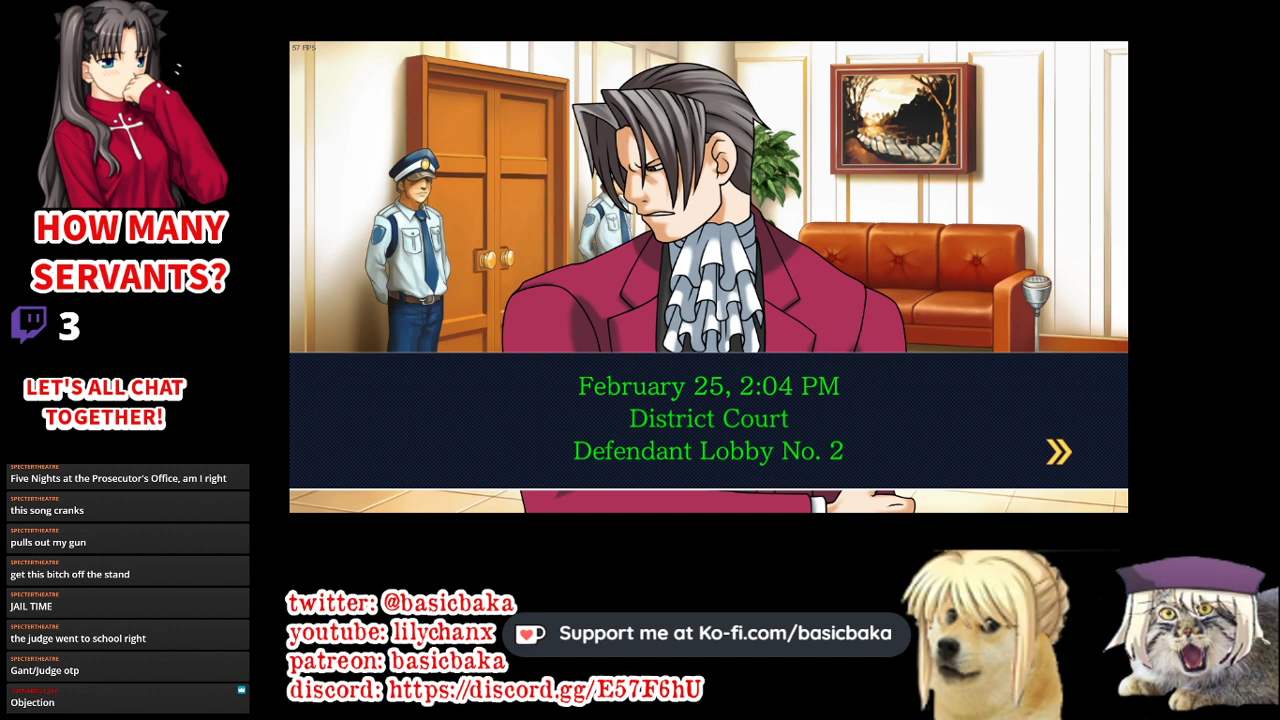 57 FPS
HOW MANY
SERVANTS?
3
LET'S ALL CHAT
TOGETHER!
SPECTERTHEATRE
Five Nights at the Prosecutor's Office, am I right
SPECTERTHEATRE
this song cranks
SPECTERTHEATRE
pulls out my gun
SPECTERTHEATRE
get this bitch off the stand
SPECTERTHEATRE
JAIL TIME
SPECTERTHEATRE
the judge went to school right
SPECTERTHEATRE
Gant/Judge otp
Objection
February 25, 2:04 PM
District Court
Defendant Lobby No. 2
twitter: @basicbaka
youtube: lilychanx
patreon: basicbaka
discord: https://discord.gg/E57F6hU
Support me at Ko-fi.com/basicbaka